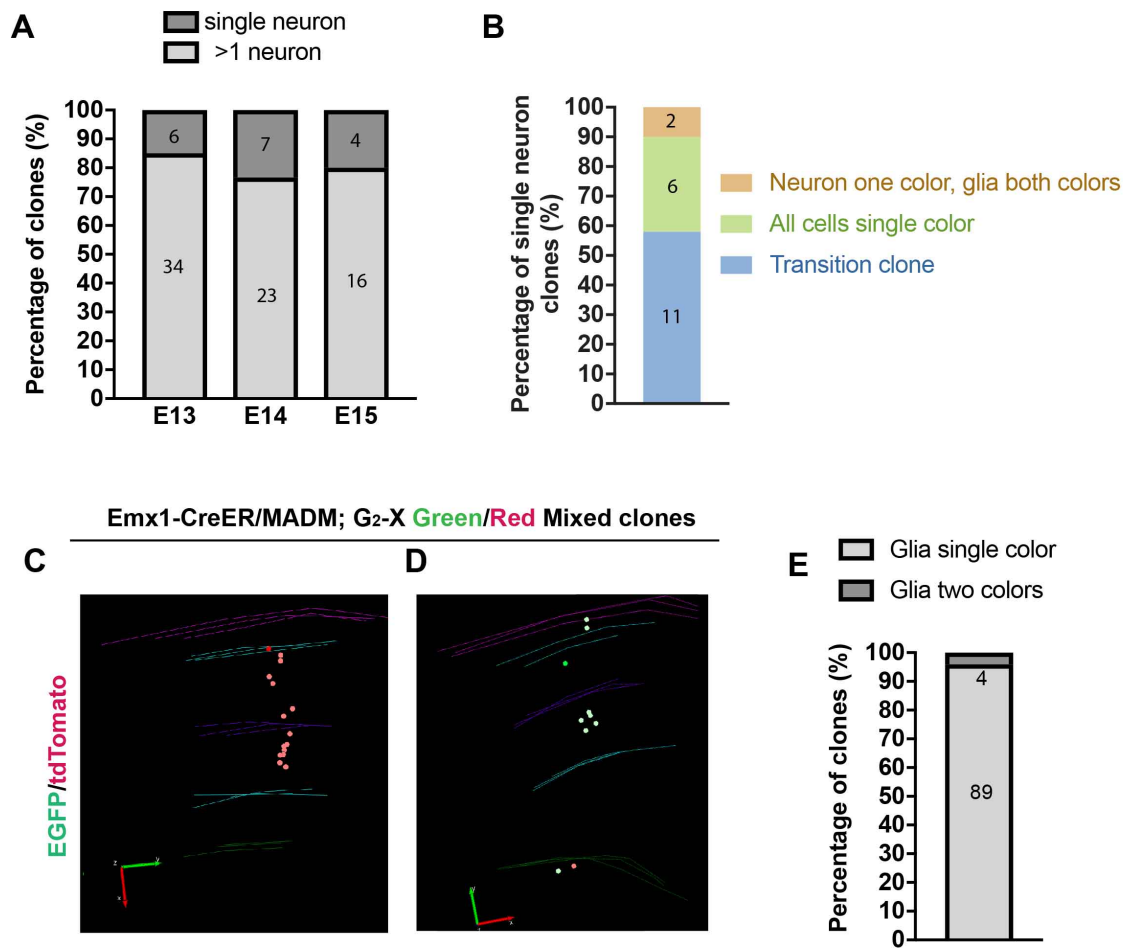 A
single neuron
>1 neuron
Percentage of clones (%)
100
90
80
70
60
50
40
30
20
10
0
6
7
4
34
23
16
E13 E14 E15
B
Percentage of single neuron
clones (%)
100
90
80
70
60
50
40
30
20
10
0
2
6
11
Neuron one color, glia both colors
All cells single color
Transition clone
Emx1-CreER/MADM; G2-X Green/Red Mixed clones
C
D
EGFP/tdTomato
z
y
x
y
x
E
Glia single color
Glia two colors
Percentage of clones (%)
100
90
80
70
60
50
40
30
20
10
0
4
89